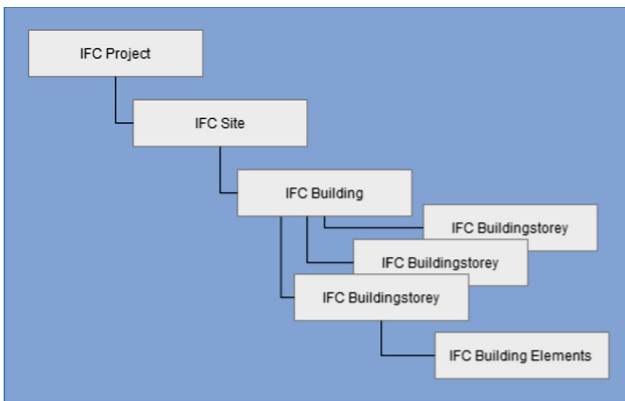 IFC Project
IFC Site
IFC Building
IFC Buildingstorey
IFC Buildingstorey
IFC Buildingstorey
IFC Building Elements